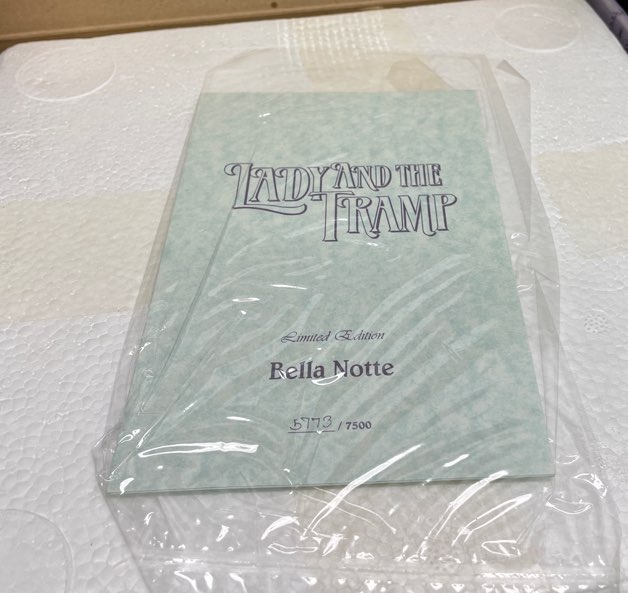 LADY AND THE
TRAMP
Limited Edition
Bella Notte
5773 / 7500